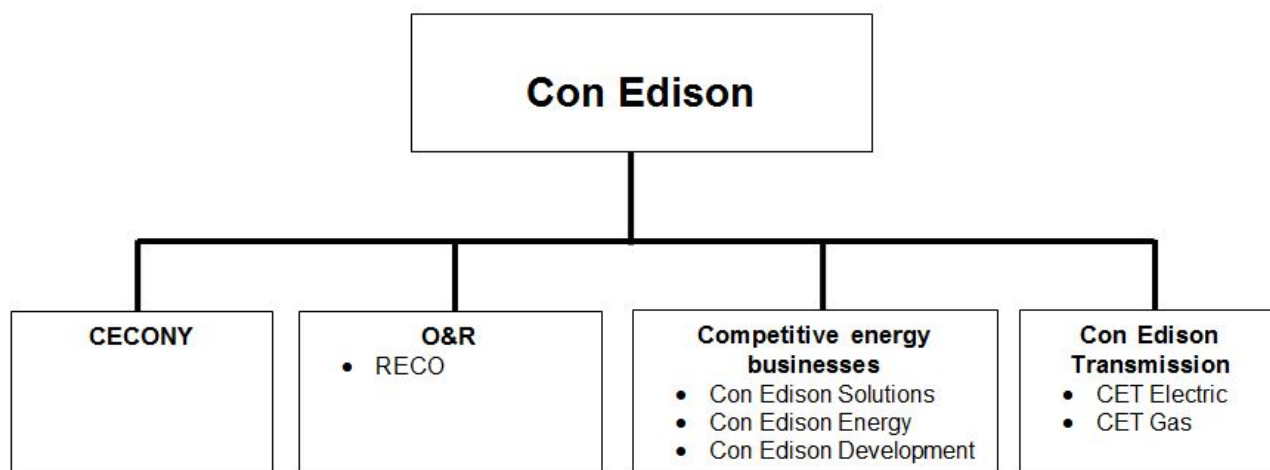 Con Edison
CECONY
O&R
• RECO
Competitive energy
businesses
• Con Edison Solutions
• Con Edison Energy
• Con Edison Development
Con Edison
Transmission
• CET Electric
• CET Gas